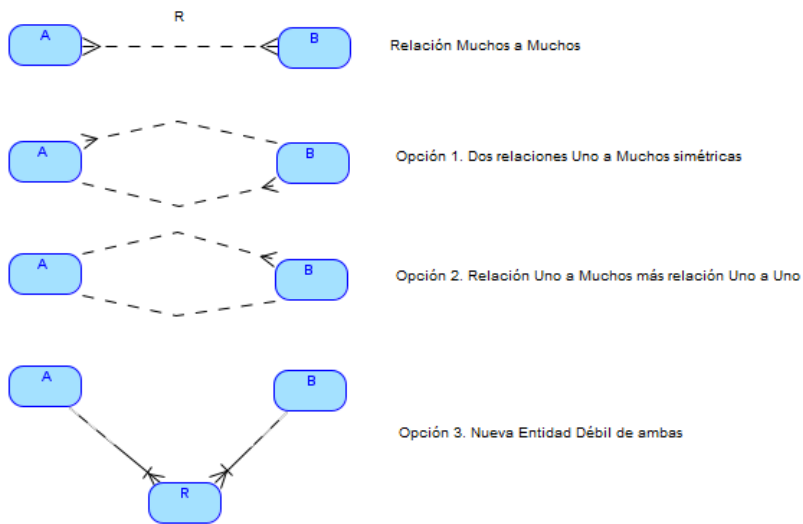 R
A
B
Relación Muchos a Muchos
A
B
Opción 1. Dos relaciones Uno a Muchos simétricas
A
B
Opción 2. Relación Uno a Muchos más relación Uno a Uno
A
B
Opción 3. Nueva Entidad Débil de ambas
R